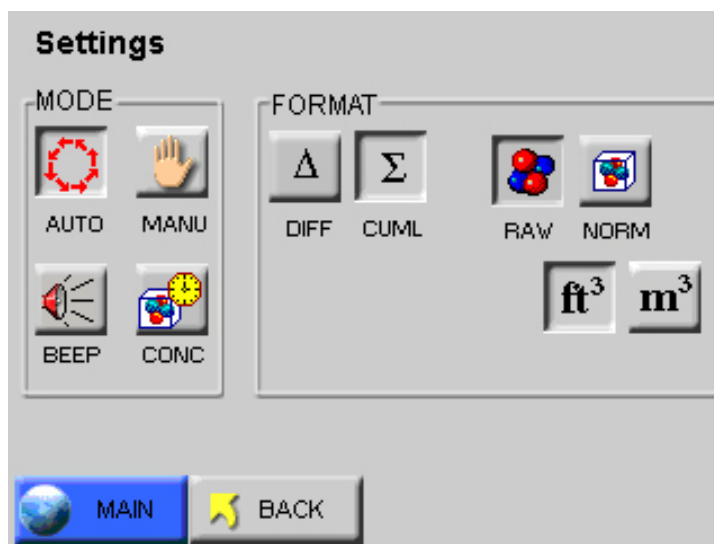 Settings
MODE
AUTO MANU
BEEP CONC
FORMAT
Δ Σ
DIFF CUML RAW NORM
ft³ m³
MAIN BACK